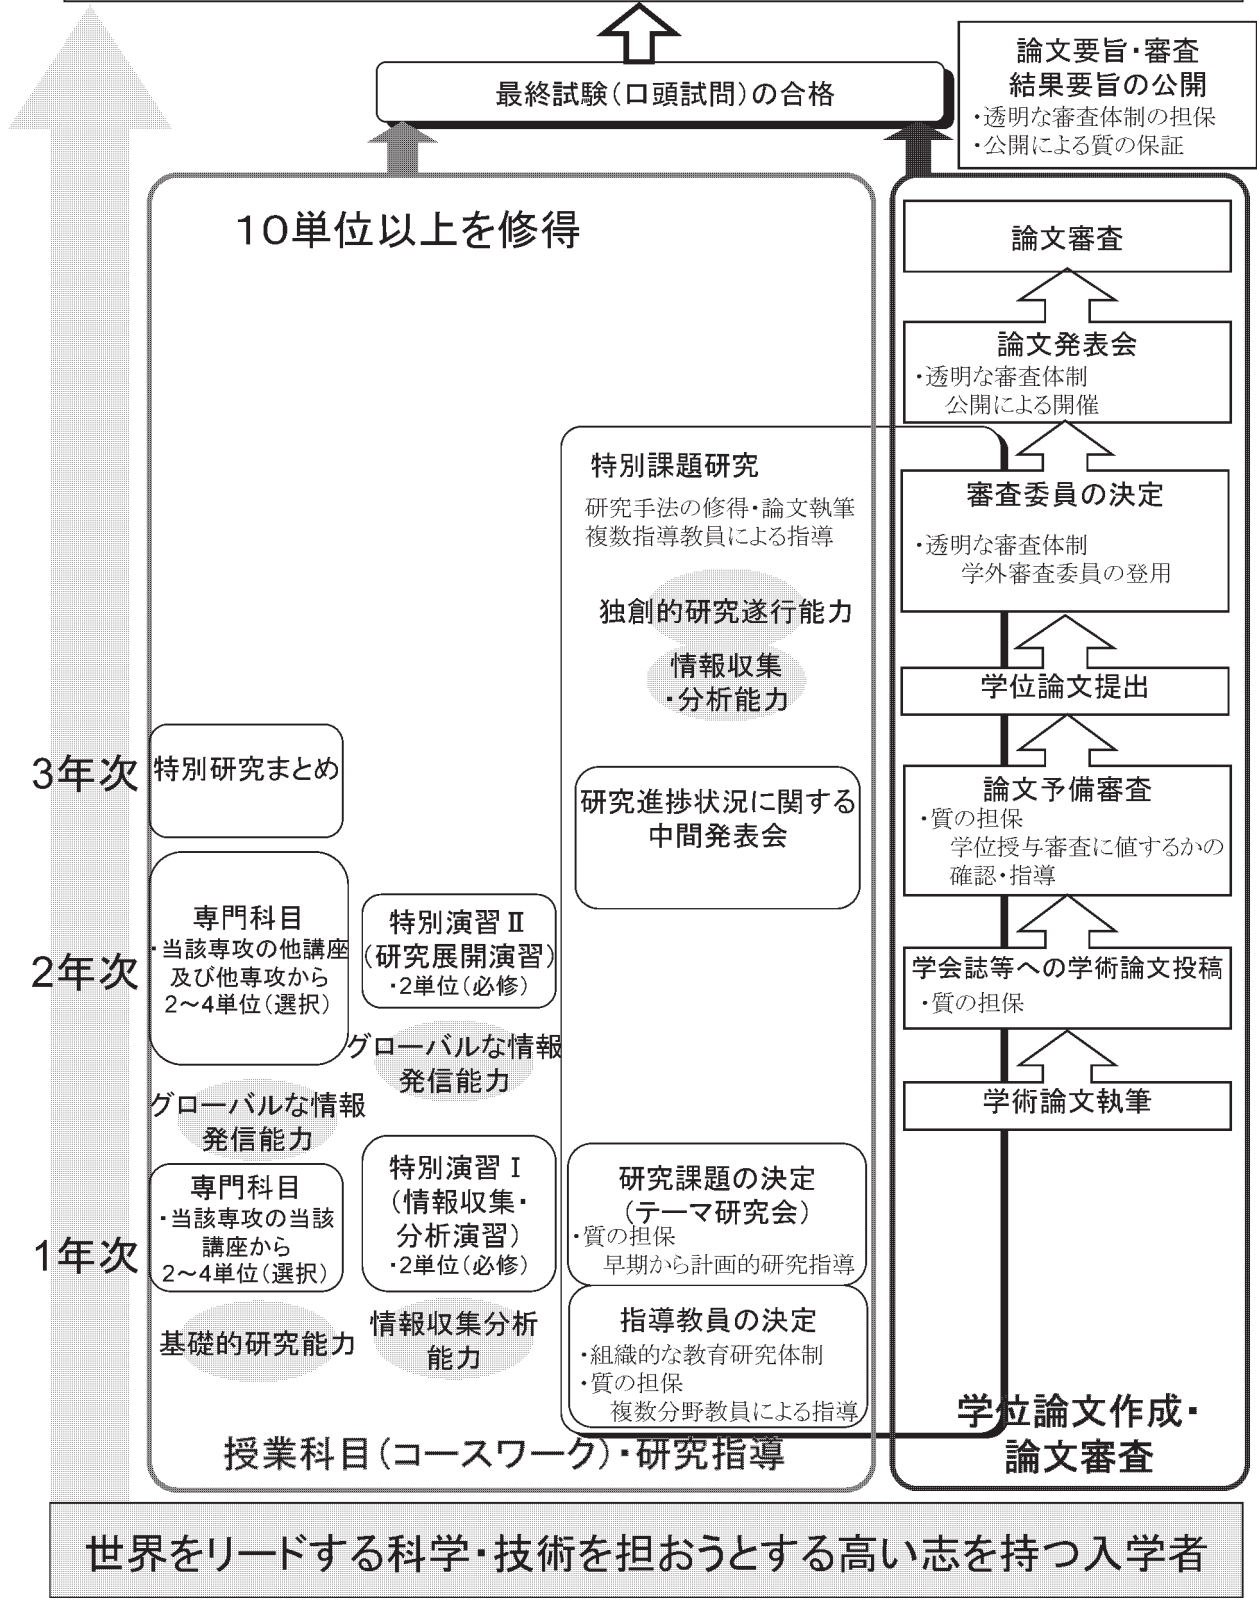 最終試験(口頭試問)の合格
論文要旨・審査
結果要旨の公開
・透明な審査体制の担保
・公開による質の保証
10単位以上を修得
論文審査
論文発表会
・透明な審査体制
公開による開催
特別課題研究
研究手法の修得・論文執筆
複数指導教員による指導
独創的研究遂行能力
情報収集
・分析能力
審査委員の決定
・透明な審査体制
学外審査委員の登用
学位論文提出
3年次
特別研究まとめ
研究進捗状況に関する
中間発表会
論文予備審査
・質の担保
学位授与審査に値するかの
確認・指導
2年次
専門科目
・当該専攻の他講座
及び他専攻から
2〜4単位(選択)
特別演習Ⅱ
(研究展開演習)
・2単位(必修)
グローバルな情報
発信能力
学会誌等への学術論文投稿
・質の担保
学術論文執筆
グローバルな情報
発信能力
1年次
専門科目
・当該専攻の当該
講座から
2〜4単位(選択)
特別演習Ⅰ
(情報収集・
分析演習)
・2単位(必修)
研究課題の決定
(テーマ研究会)
・質の担保
早期から計画的研究指導
基礎的研究能力
情報収集分析
能力
指導教員の決定
・組織的な教育研究体制
・質の担保
複数分野教員による指導
授業科目(コースワーク)・研究指導
学位論文作成・
論文審査
世界をリードする科学・技術を担おうとする高い志を持つ入学者